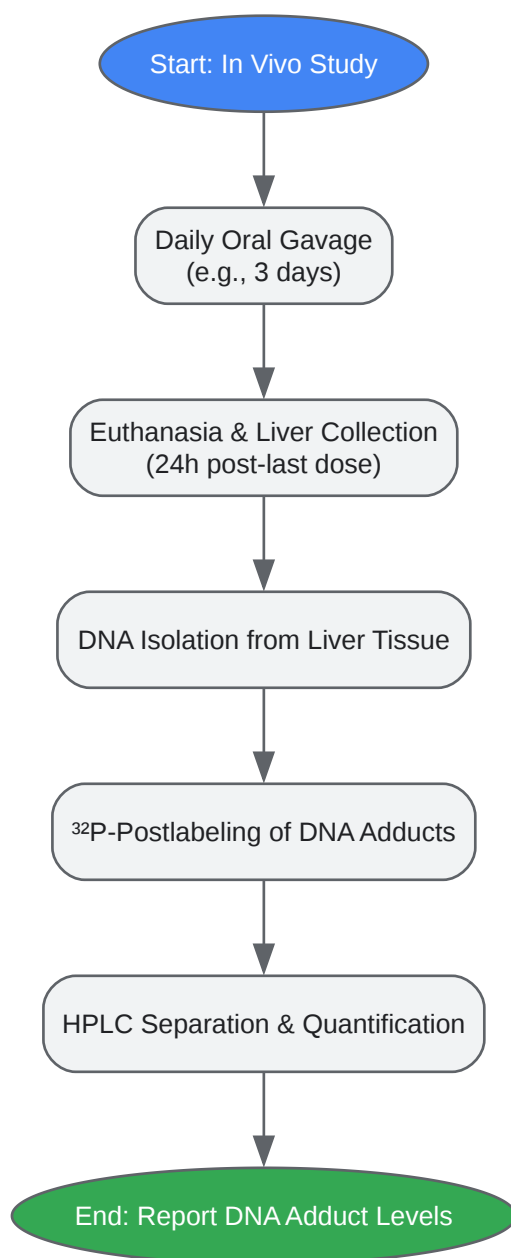 Start: In Vivo Study
Daily Oral Gavage
(e.g., 3 days)
Euthanasia & Liver Collection
(24h post-last dose)
DNA Isolation from Liver Tissue
³²P-Postlabeling of DNA Adducts
HPLC Separation & Quantification
End: Report DNA Adduct Levels